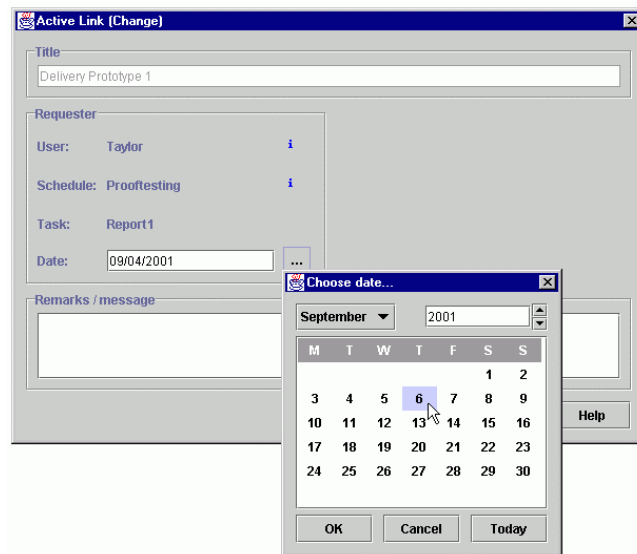 Active Link (Change)
Title
Delivery Prototype 1
Requester
User: Taylor i
Schedule: Prooftesting i
Task: Report1
Date: 09/04/2001 ...
Remarks / message
Help
Choose date...
September 2001
M T W T F S S
1 2
3 4 5 6 7 8 9
10 11 12 13 14 15 16
17 18 19 20 21 22 23
24 25 26 27 28 29 30
OK Cancel Today